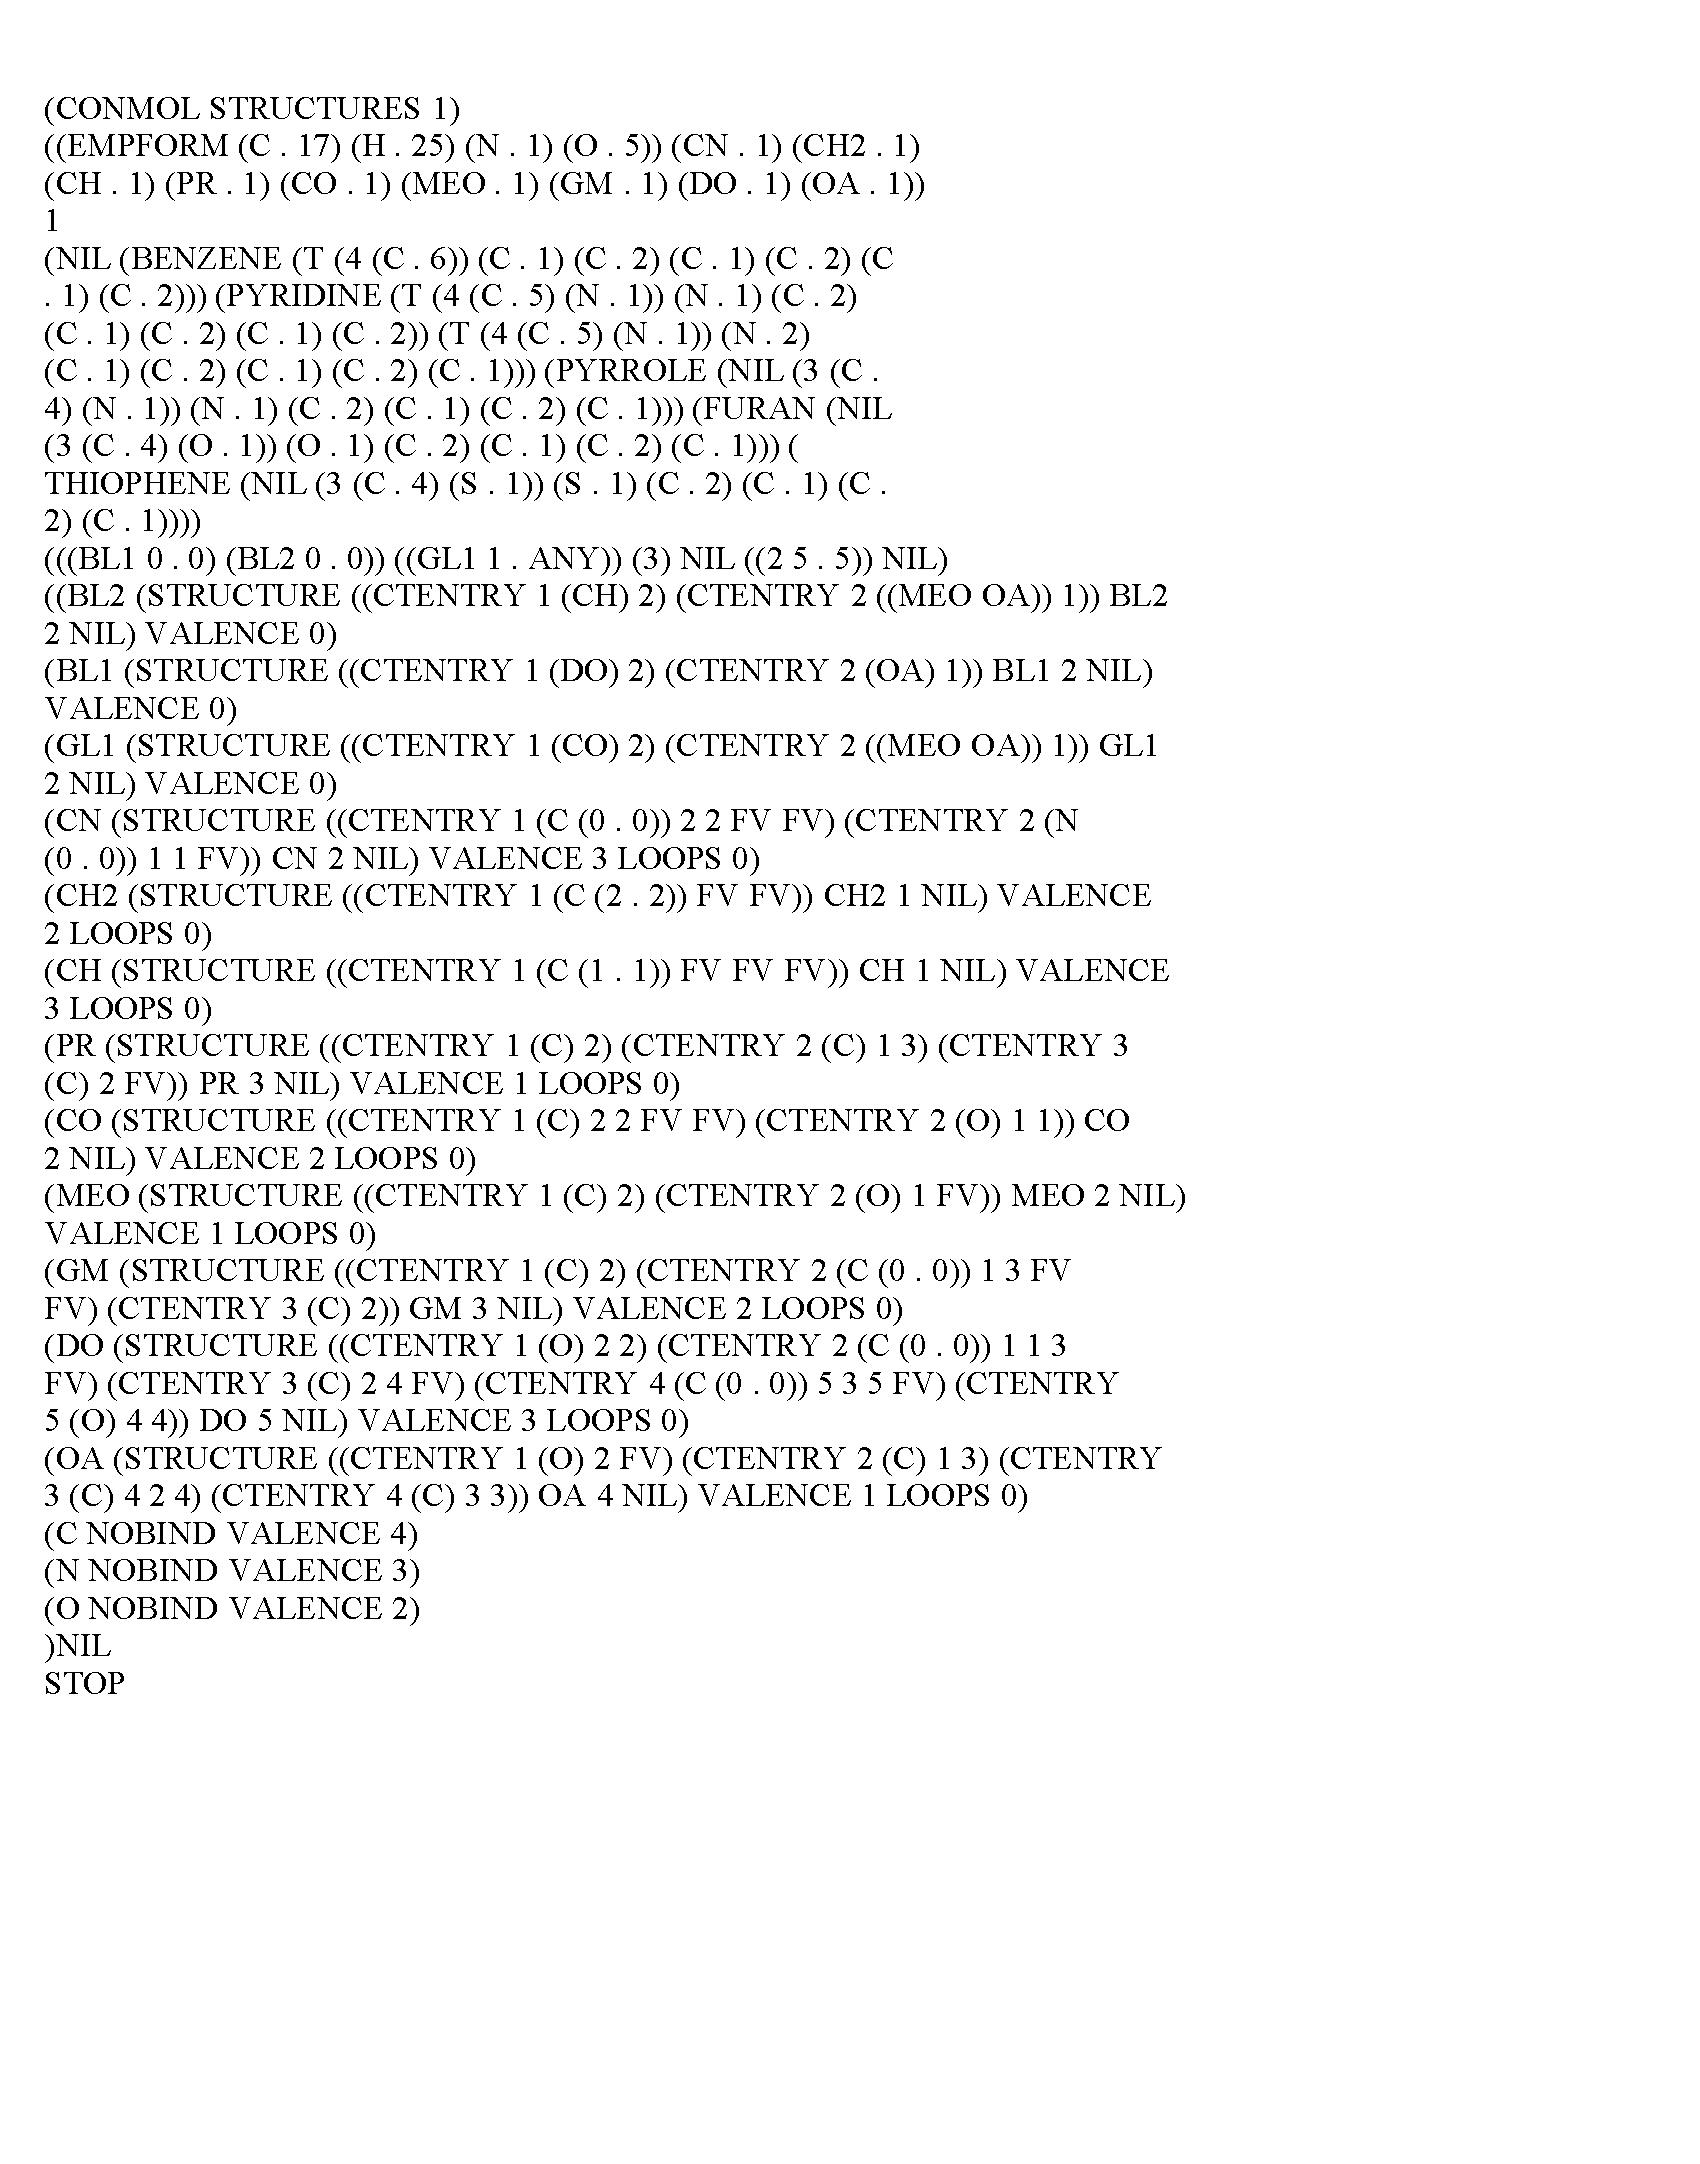 (CONMOL STRUCTURES 1)
((EMPFORM (C . 17) (H . 25) (N . 1) (O . 5)) (CN . 1) (CH2 . 1)
(CH . 1) (PR . 1) (CO . 1) (MEO . 1) (GM . 1) (DO . 1) (OA . 1))
1
(NIL (BENZENE (T (4 (C . 6)) (C . 1) (C . 2) (C . 1) (C . 2) (C
. 1) (C . 2))) (PYRIDINE (T (4 (C . 5) (N . 1)) (N . 1) (C . 2)
(C . 1) (C . 2) (C . 1) (C . 2)) (T (4 (C . 5) (N . 1)) (N . 2)
(C . 1) (C . 2) (C . 1) (C . 2) (C . 1))) (PYRROLE (NIL (3 (C .
4) (N . 1)) (N . 1) (C . 2) (C . 1) (C . 2) (C . 1))) (FURAN (NIL
(3 (C . 4) (O . 1)) (O . 1) (C . 2) (C . 1) (C . 2) (C . 1))) (
THIOPHENE (NIL (3 (C . 4) (S . 1)) (S . 1) (C . 2) (C . 1) (C .
2) (C . 1))))
(((BL1 0 . 0) (BL2 0 . 0)) ((GL1 1 . ANY)) (3) NIL ((2 5 . 5)) NIL)
((BL2 (STRUCTURE ((CTENTRY 1 (CH) 2) (CTENTRY 2 ((MEO OA)) 1)) BL2
2 NIL) VALENCE 0)
(BL1 (STRUCTURE ((CTENTRY 1 (DO) 2) (CTENTRY 2 (OA) 1)) BL1 2 NIL)
VALENCE 0)
(GL1 (STRUCTURE ((CTENTRY 1 (CO) 2) (CTENTRY 2 ((MEO OA)) 1)) GL1
2 NIL) VALENCE 0)
(CN (STRUCTURE ((CTENTRY 1 (C (0 . 0)) 2 2 FV FV) (CTENTRY 2 (N
(0 . 0)) 1 1 FV)) CN 2 NIL) VALENCE 3 LOOPS 0)
(CH2 (STRUCTURE ((CTENTRY 1 (C (2 . 2)) FV FV)) CH2 1 NIL) VALENCE
2 LOOPS 0)
(CH (STRUCTURE ((CTENTRY 1 (C (1 . 1)) FV FV FV)) CH 1 NIL) VALENCE
3 LOOPS 0)
(PR (STRUCTURE ((CTENTRY 1 (C) 2) (CTENTRY 2 (C) 1 3) (CTENTRY 3
(C) 2 FV)) PR 3 NIL) VALENCE 1 LOOPS 0)
(CO (STRUCTURE ((CTENTRY 1 (C) 2 2 FV FV) (CTENTRY 2 (O) 1 1)) CO
2 NIL) VALENCE 2 LOOPS 0)
(MEO (STRUCTURE ((CTENTRY 1 (C) 2) (CTENTRY 2 (O) 1 FV)) MEO 2 NIL)
VALENCE 1 LOOPS 0)
(GM (STRUCTURE ((CTENTRY 1 (C) 2) (CTENTRY 2 (C (0 . 0)) 1 3 FV
FV) (CTENTRY 3 (C) 2)) GM 3 NIL) VALENCE 2 LOOPS 0)
(DO (STRUCTURE ((CTENTRY 1 (O) 2 2) (CTENTRY 2 (C (0 . 0)) 1 1 3
FV) (CTENTRY 3 (C) 2 4 FV) (CTENTRY 4 (C (0 . 0)) 5 3 5 FV) (CTENTRY
5 (O) 4 4)) DO 5 NIL) VALENCE 3 LOOPS 0)
(OA (STRUCTURE ((CTENTRY 1 (O) 2 FV) (CTENTRY 2 (C) 1 3) (CTENTRY
3 (C) 4 2 4) (CTENTRY 4 (C) 3 3)) OA 4 NIL) VALENCE 1 LOOPS 0)
(C NOBIND VALENCE 4)
(N NOBIND VALENCE 3)
(O NOBIND VALENCE 2)
)NIL
STOP